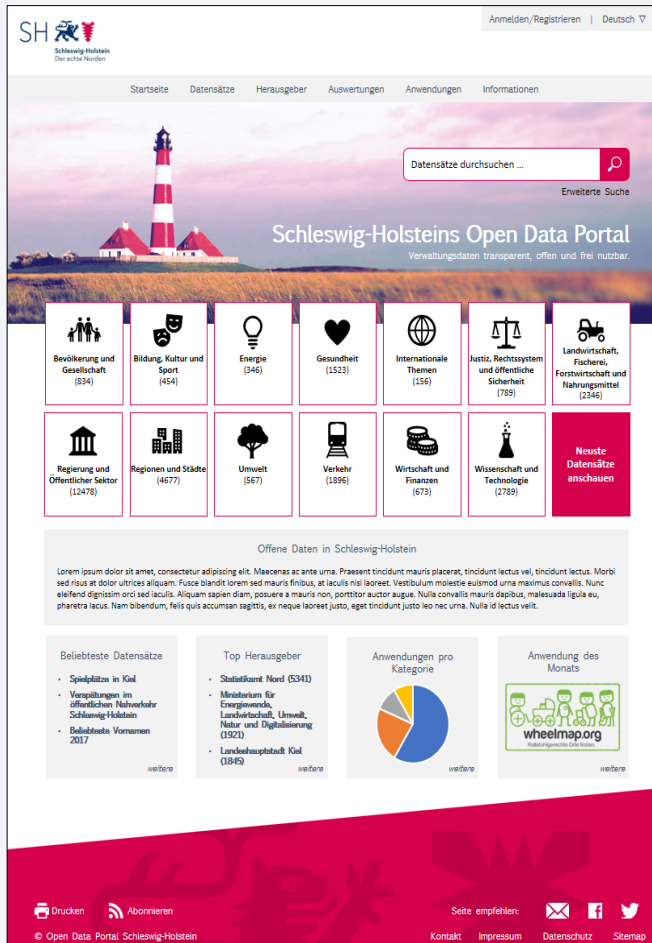 Anmelden/Registrieren | Deutsch ▽
SH
Schleswig-Holstein
Der echte Norden
Startseite Datensätze Herausgeber Auswertungen Anwendungen Informationen
Datensätze durchsuchen ...
Erweiterte Suche
Schleswig-Holsteins Open Data Portal
Verwaltungsdaten transparent, offen und frei nutzbar.
Bevölkerung und
Gesellschaft
(834)
Bildung, Kultur und
Sport
(454)
Energie
(346)
Gesundheit
(1523)
Internationale
Themen
(156)
Justiz, Rechtssystem
und öffentliche
Sicherheit
(789)
Landwirtschaft,
Fischerei,
Forstwirtschaft und
Nahrungsmittel
(2346)
Regierung und
Öffentlicher Sektor
(12478)
Regionen und Städte
(4677)
Umwelt
(567)
Verkehr
(1896)
Wirtschaft und
Finanzen
(673)
Wissenschaft und
Technologie
(2789)
Neuste
Datensätze
anschauen
Offene Daten in Schleswig-Holstein
Lorem ipsum dolor sit amet, consectetur adipiscing elit. Maecenas ac ante urna. Praesent tincidunt mauris placerat, tincidunt lectus vel, tincidunt lectus. Morbi
sed risus at dolor ultrices aliquam. Fusce blandit lorem sed mauris finibus, at iaculis nisi laoreet. Vestibulum molestie euismod urna maximus convallis. Nunc
eleifend dignissim orci sed iaculis. Aliquam sapien diam, posuere a mauris non, porttitor auctor augue. Nulla convallis mauris dapibus, malesuada ligula eu,
pharetra lacus. Nam bibendum, felis quis accumsan sagittis, ex neque laoreet justo, eget tincidunt justo leo nec urna. Nulla id lectus velit.
Beliebteste Datensätze
• Spielplätze in Kiel
• Verspätungen im
öffentlichen Nahverkehr
Schleswig-Holstein
• Beliebteste Vornamen
2017
weitere
Top Herausgeber
• Statistikamt Nord (5341)
• Ministerium für
Energiewende,
Landwirtschaft, Umwelt,
Natur und Digitalisierung
(1921)
• Landeshauptstadt Kiel
(1845)
weitere
Anwendungen pro
Kategorie
weitere
Anwendung des
Monats
wheelmap.org
Rollstuhlgerechte Orte finden.
weitere
Drucken Abonnieren
Seite empfehlen:
© Open Data Portal Schleswig-Holstein
Kontakt Impressum Datenschutz Sitemap